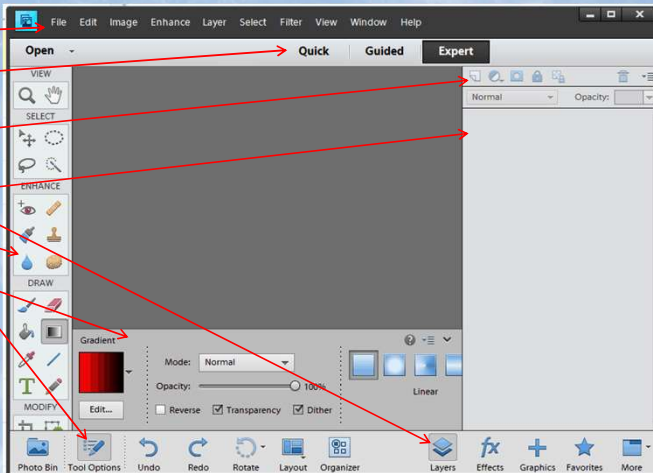 File Edit Image Enhance Layer Select Filter View Window Help
Open Quick Guided Expert
VIEW
SELECT
ENHANCE
DRAW
MODIFY
Normal Opacity:
Gradient
Mode: Normal
Opacity: 100%
Linear
Edit... Reverse Transparency Dither
Photo Bin Tool Options Undo Redo Rotate Layout Organizer Layers Effects Graphics Favorites More